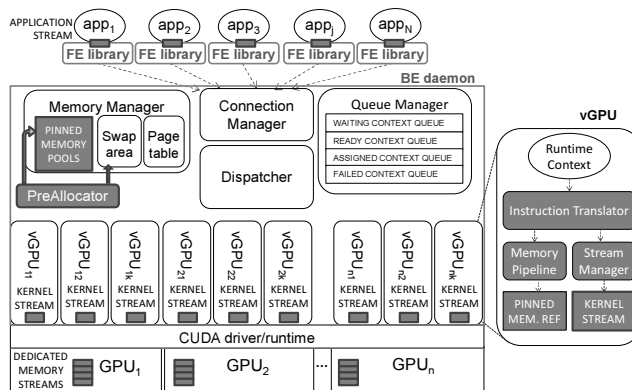 APPLICATION
STREAM
app1 app2 app3 appj appN
FE library FE library FE library FE library FE library
BE daemon
Memory Manager
PINNED
MEMORY
POOLS
Swap
area
Page
table
PreAllocator
Connection
Manager
Dispatcher
Queue Manager
WAITING CONTEXT QUEUE
READY CONTEXT QUEUE
ASSIGNED CONTEXT QUEUE
FAILED CONTEXT QUEUE
vGPU
Runtime
Context
Instruction Translator
Memory
Pipeline
Stream
Manager
PINNED
MEM. REF
KERNEL
STREAM
vGPU11 vGPU12 vGPU1k vGPU21 vGPU22 vGPU2k vGPUn1 vGPUn2 vGPUnk
KERNEL KERNEL KERNEL KERNEL KERNEL KERNEL KERNEL KERNEL KERNEL
STREAM STREAM STREAM STREAM STREAM STREAM STREAM STREAM STREAM
CUDA driver/runtime
DEDICATED
MEMORY
STREAMS
GPU1 GPU2 ... GPUn